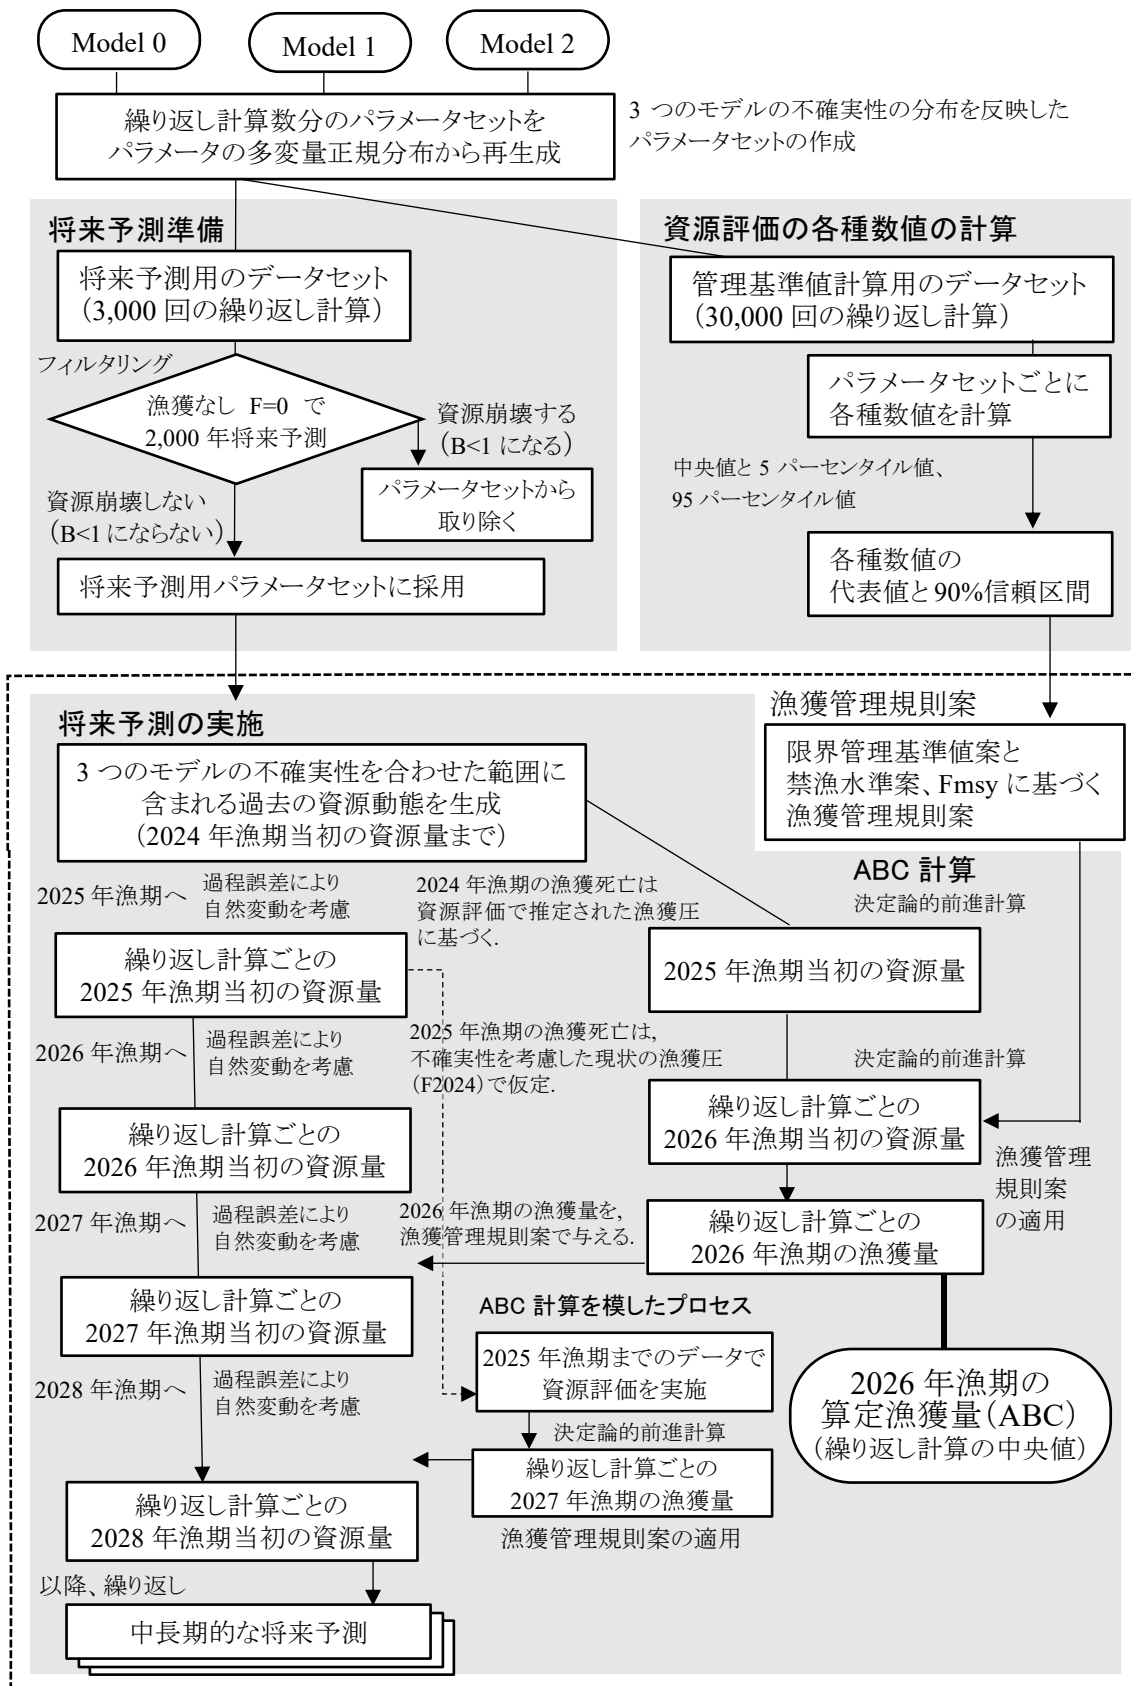 Model 0
Model 1
Model 2
繰り返し計算数分のパラメータセットを
パラメータの多変量正規分布から再生成
3 つのモデルの不確実性の分布を反映した
パラメータセットの作成
将来予測準備
将来予測用のデータセット
(3,000 回の繰り返し計算)
フィルタリング
漁獲なし F=0 で
2,000 年将来予測
資源崩壊する
(B<1 になる)
パラメータセットから
取り除く
資源崩壊しない
(B<1 にならない)
将来予測用パラメータセットに採用
資源評価の各種数値の計算
管理基準値計算用のデータセット
(30,000 回の繰り返し計算)
パラメータセットごとに
各種数値を計算
中央値と 5 パーセンタイル値、
95 パーセンタイル値
各種数値の
代表値と 90%信頼区間
将来予測の実施
3 つのモデルの不確実性を合わせた範囲に
含まれる過去の資源動態を生成
(2024 年漁期当初の資源量まで)
漁獲管理規則案
限界管理基準値案と
禁漁水準案、Fmsy に基づく
漁獲管理規則案
ABC 計算
決定論的前進計算
2025 年漁期へ
過程誤差により
自然変動を考慮
2024 年漁期の漁獲死亡は
資源評価で推定された漁獲圧
に基づく.
繰り返し計算ごとの
2025 年漁期当初の資源量
2025 年漁期当初の資源量
2026 年漁期へ
過程誤差により
自然変動を考慮
2025 年漁期の漁獲死亡は,
不確実性を考慮した現状の漁獲圧
(F2024)で仮定.
決定論的前進計算
繰り返し計算ごとの
2026 年漁期当初の資源量
繰り返し計算ごとの
2026 年漁期当初の資源量
漁獲管理
規則案
の適用
2027 年漁期へ
過程誤差により
自然変動を考慮
2026 年漁期の漁獲量を,
漁獲管理規則案で与える.
繰り返し計算ごとの
2026 年漁期の漁獲量
繰り返し計算ごとの
2027 年漁期当初の資源量
ABC 計算を模したプロセス
2025 年漁期までのデータで
資源評価を実施
2028 年漁期へ
過程誤差により
自然変動を考慮
決定論的前進計算
2026 年漁期の
算定漁獲量(ABC)
(繰り返し計算の中央値)
繰り返し計算ごとの
2027 年漁期の漁獲量
漁獲管理規則案の適用
繰り返し計算ごとの
2028 年漁期当初の資源量
以降、繰り返し
中長期的な将来予測